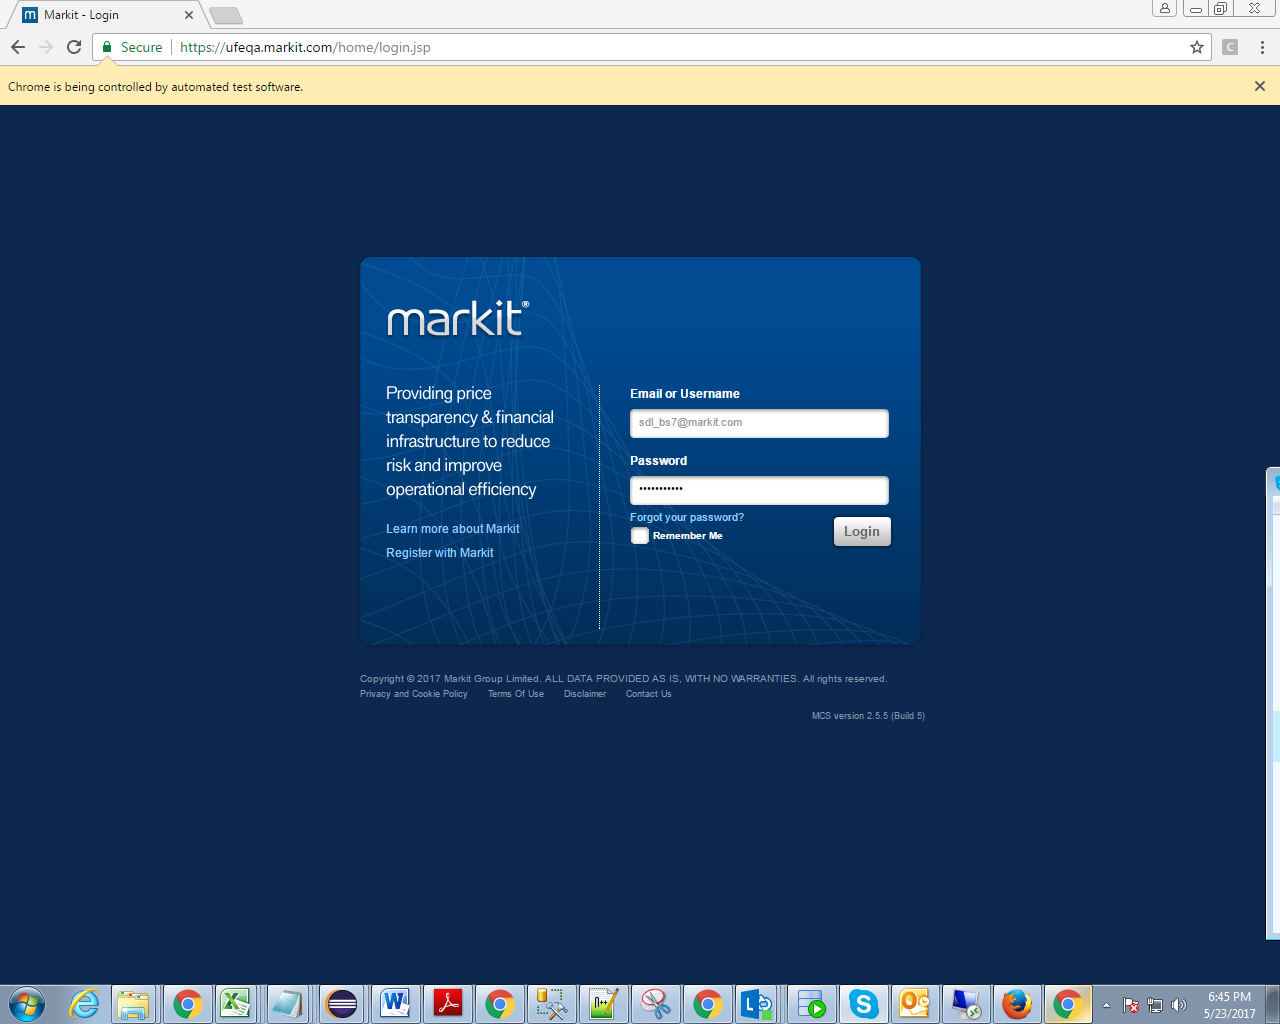 Markit - Login
Secure
https://ufeqa.markit.com/home/login.jsp
C
Chrome is being controlled by automated test software.
markit®
Providing price
transparency & financial
infrastructure to reduce
risk and improve
operational efficiency
Learn more about Markit
Register with Markit
Email or Username
sdl_bs7@markit.com
Password
Forgot your password?
Remember Me
Login
Copyright © 2017 Markit Group Limited. ALL DATA PROVIDED AS IS, WITH NO WARRANTIES. All rights reserved.
Privacy and Cookie Policy Terms Of Use Disclaimer Contact Us
MCS version 2.5.5 (Build 5)
6:45 PM
5/23/2017